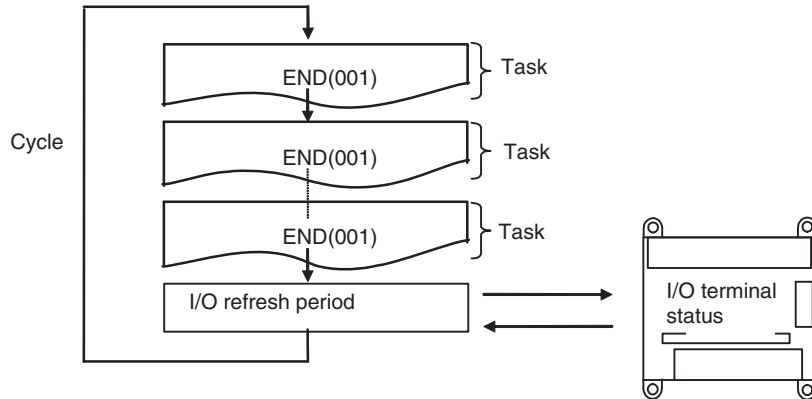 END(001)
Task
Cycle
END(001)
Task
END(001)
Task
I/O refresh period
I/O terminal
status